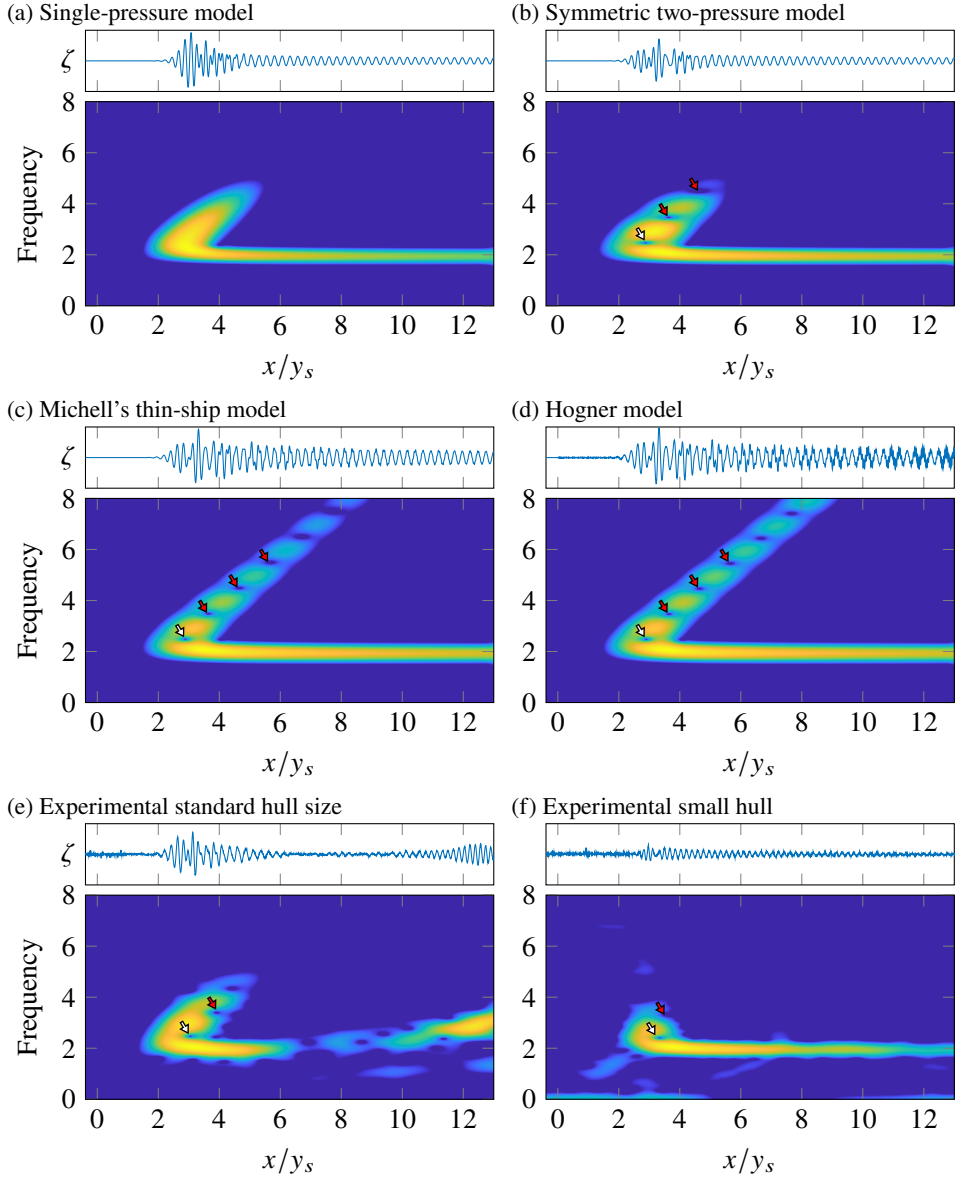 (a) Single-pressure model
(b) Symmetric two-pressure model
ζ
8
6
4
2
0
Frequency
0 2 4 6 8 10 12
x/y_s
8
6
4
2
0
0 2 4 6 8 10 12
x/y_s
(c) Michell's thin-ship model
(d) Hogner model
ζ
8
6
4
2
0
Frequency
0 2 4 6 8 10 12
x/y_s
8
6
4
2
0
Frequency
0 2 4 6 8 10 12
x/y_s
(e) Experimental standard hull size
(f) Experimental small hull
ζ
8
6
4
2
0
Frequency
0 2 4 6 8 10 12
x/y_s
8
6
4
2
0
Frequency
0 2 4 6 8 10 12
x/y_s